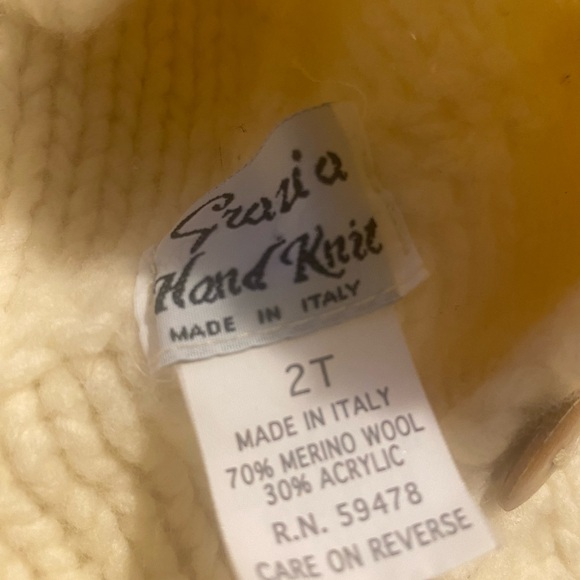 Grazia
Hand Knit
MADE IN ITALY
2T
MADE IN ITALY
70% MERINO WOOL
30% ACRYLIC
R.N. 59478
CARE ON REVERSE